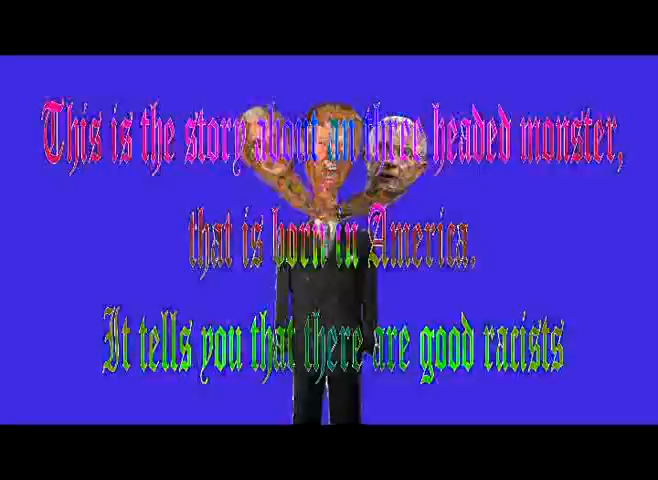 This is the story about un three headed monster,
that is born in America.
It tells you that there are good racists